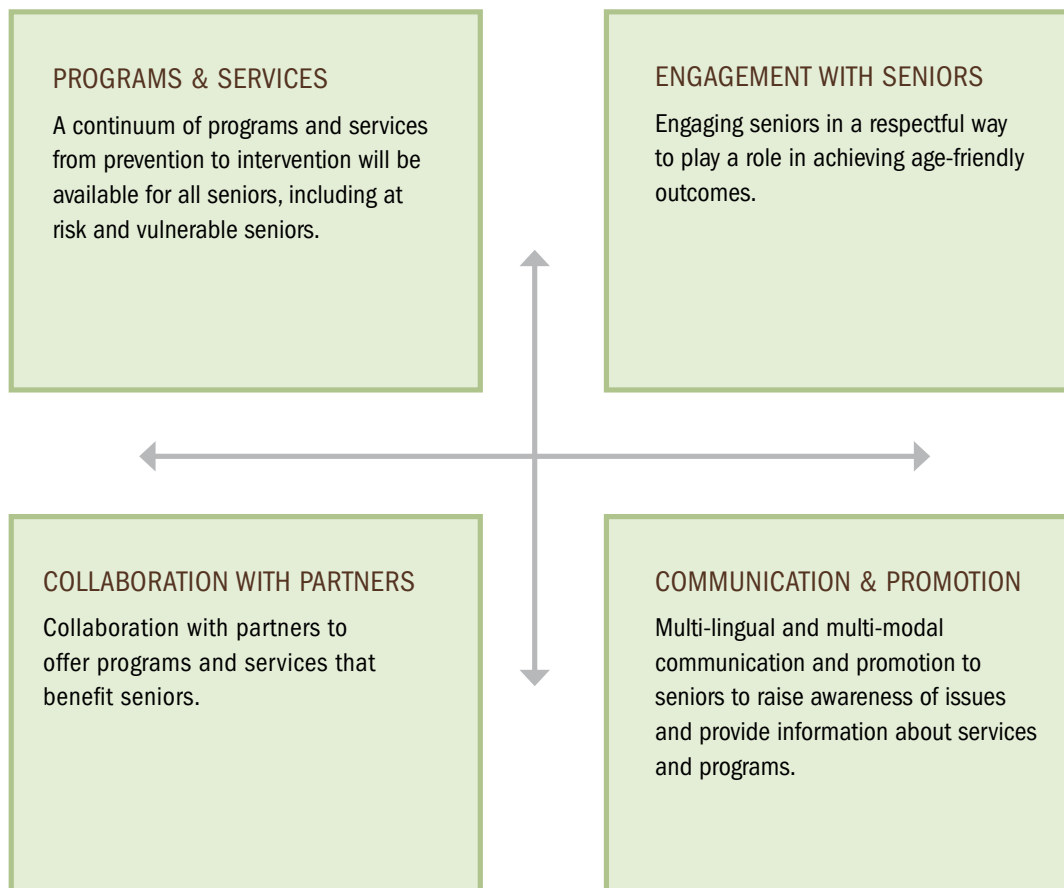 PROGRAMS & SERVICES
A continuum of programs and services
from prevention to intervention will be
available for all seniors, including at
risk and vulnerable seniors.
ENGAGEMENT WITH SENIORS
Engaging seniors in a respectful way
to play a role in achieving age-friendly
outcomes.
COLLABORATION WITH PARTNERS
Collaboration with partners to
offer programs and services that
benefit seniors.
COMMUNICATION & PROMOTION
Multi-lingual and multi-modal
communication and promotion to
seniors to raise awareness of issues
and provide information about services
and programs.